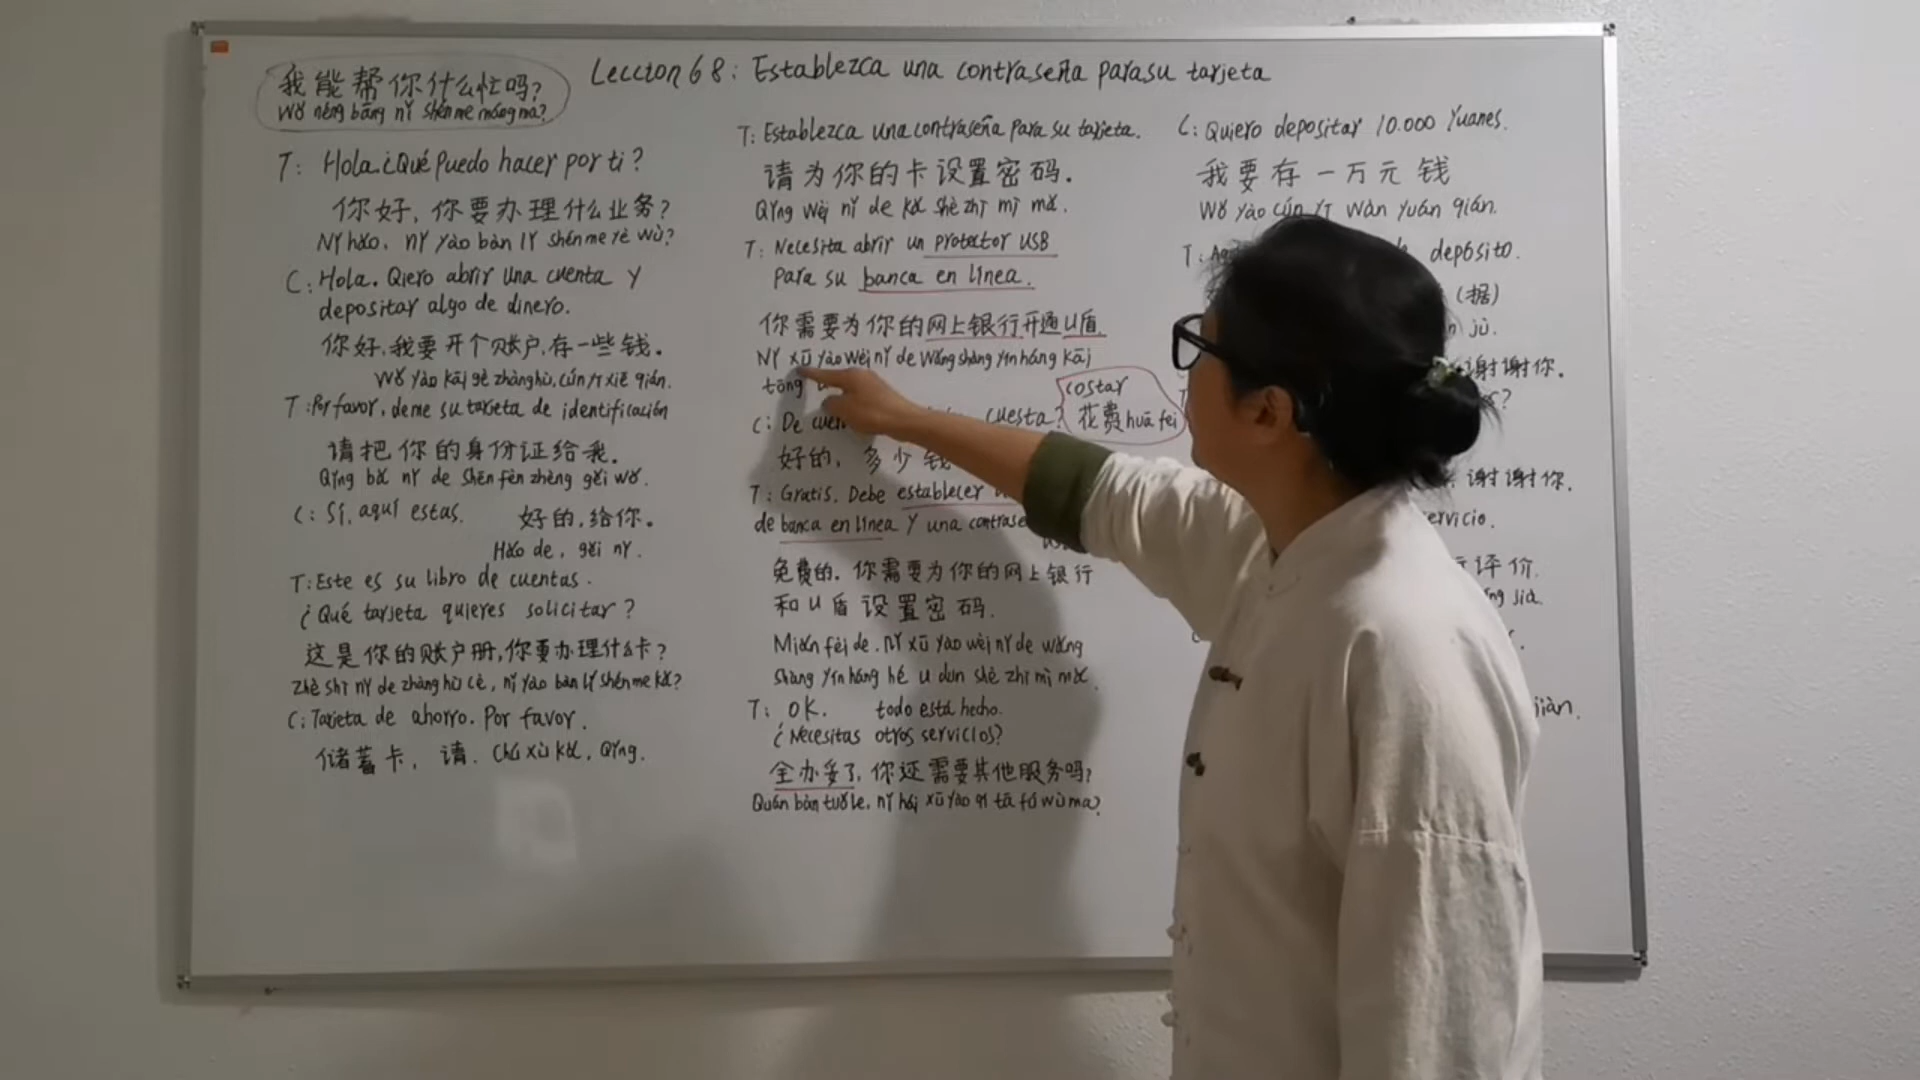 我能帮你什么忙吗?
Wǒ néng bāng nǐ shénme máng ma?
Leccion 68: Establezca una contraseña para su tarjeta
T: Hola. ¿Qué puedo hacer por ti?
你好，你要办理什么业务?
Nǐ hǎo, nǐ yào bàn lǐ shénme yè wù?
C: Hola. Qiero abrir una cuenta y
depositar algo de dinero.
你好,我要开个账户,存一些钱。
Wǒ yào kāi gè zhànghù, cún yī xiē qián.
T: Por favor, deme su tarjeta de identificación
请把你的身份证给我。
Qǐng bǎ nǐ de shēn fèn zhèng gěi wǒ.
C: Sí, aquí estas.
好的,给你。
Hǎo de, gěi nǐ.
T: Este es su libro de cuentas.
¿Qué tarjeta quieres solicitar?
这是你的账户册,你要办理什么卡?
Zhè shì nǐ de zhàng hù cè, nǐ yào bàn lǐ shénme kǎ?
C: Tarjeta de ahorro. Por favor.
储蓄卡，请. Chǔ xù kǎ, Qǐng.
T: Establezca una contraseña para su tarjeta.
请为你的卡设置密码.
Qǐng wèi nǐ de kǎ shè zhì mì mǎ.
T: Necesita abrir un protector USB
para su banca en línea.
你需要为你的网上银行开通U盾.
Nǐ xū yào wèi nǐ de wǎng shàng yín háng kāi
tōng
C: De cuesta?
costar
花费 huā fèi
好的，多少钱
T: Gratis. Debe establecer
de banca en línea y una contrase
免费的. 你需要为你的网上银行
和U盾设置密码.
Miǎn fèi de. Nǐ xū yào wèi nǐ de wǎng
shàng yín háng hé u dùn shè zhì mì mǎ.
T: OK. todo está hecho.
¿Necesitas otros servicios?
全办妥了,你还需要其他服务吗?
Quán bàn tuǒ le, nǐ hái xū yào qí tā fú wù ma?
C: Quiero depositar 10.000 Yuanes.
我要存一万元钱
Wǒ yào cún yī wàn yuán qián.
T: depósito.
(据)
jù.
谢谢你.
谢谢你.
ervicio.
评价.
jiàn.